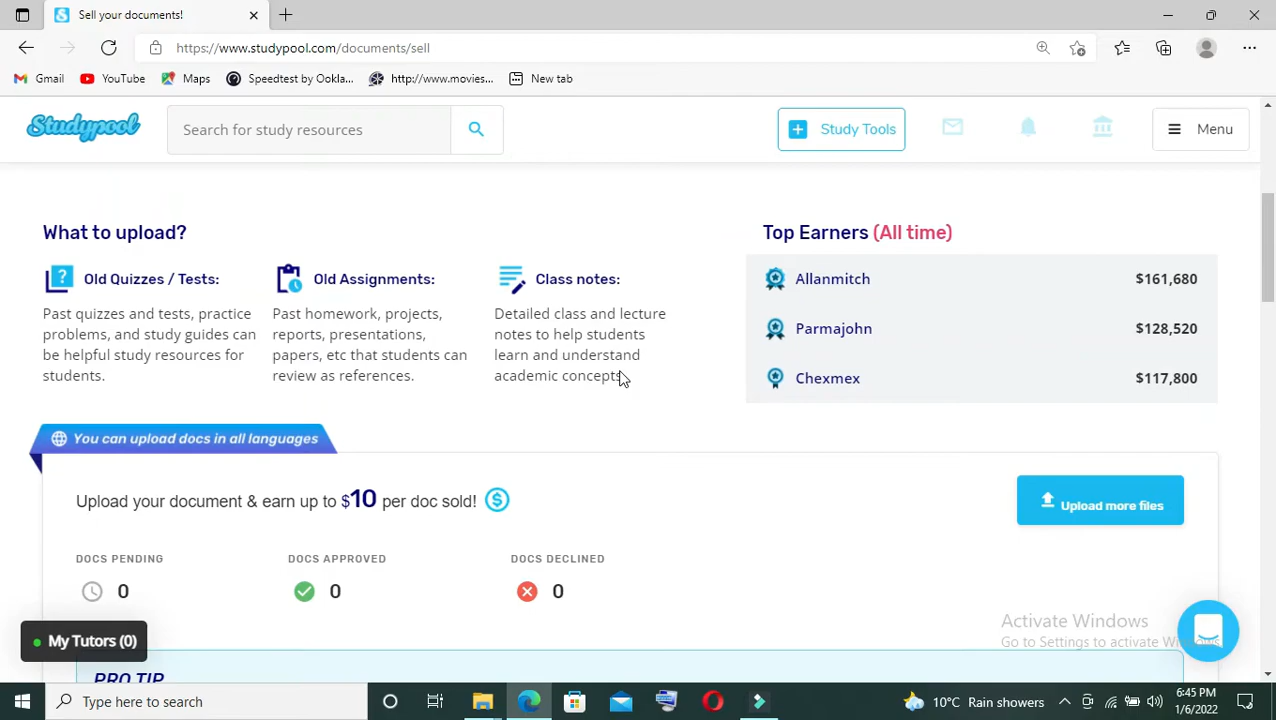 Sell your documents!
https://www.studypool.com/documents/sell
Gmail
YouTube
Maps
Speedtest by Ookla...
http://www.movies...
New tab
Studypool
Search for study resources
Study Tools
Menu
What to upload?
Top Earners (All time)
Old Quizzes / Tests:
Past quizzes and tests, practice
problems, and study guides can
be helpful study resources for
students.
Old Assignments:
Past homework, projects,
reports, presentations,
papers, etc that students can
review as references.
Class notes:
Detailed class and lecture
notes to help students
learn and understand
academic concepts.
Allanmitch $161,680
Parmajohn $128,520
Chexmex $117,800
You can upload docs in all languages
Upload your document & earn up to $10 per doc sold!
Upload more files
DOCS PENDING
0
DOCS APPROVED
0
DOCS DECLINED
0
Activate Windows
Go to Settings to activate Windows.
My Tutors (0)
PRO TIP
Type here to search
10°C Rain showers
6:45 PM
1/6/2022